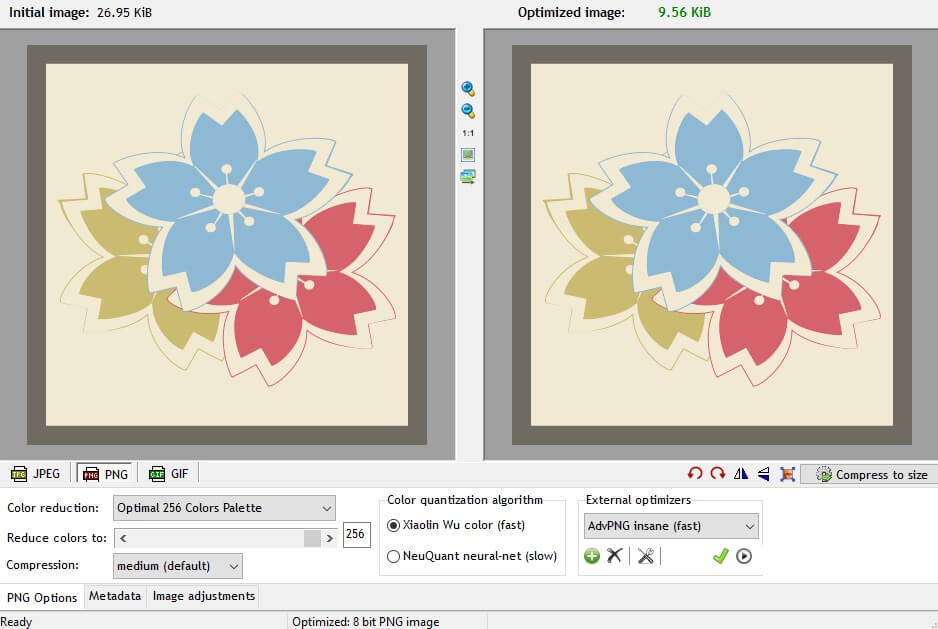 Initial image: 26.95 KiB
Optimized image: 9.56 KiB
1:1
JPEG
PNG
GIF
Compress to size
Color reduction:
Optimal 256 Colors Palette
Reduce colors to:
256
Compression:
medium (default)
Color quantization algorithm
Xiaolin Wu color (fast)
NeuQuant neural-net (slow)
External optimizers
AdvPNG insane (fast)
PNG Options
Metadata
Image adjustments
Ready
Optimized: 8 bit PNG image